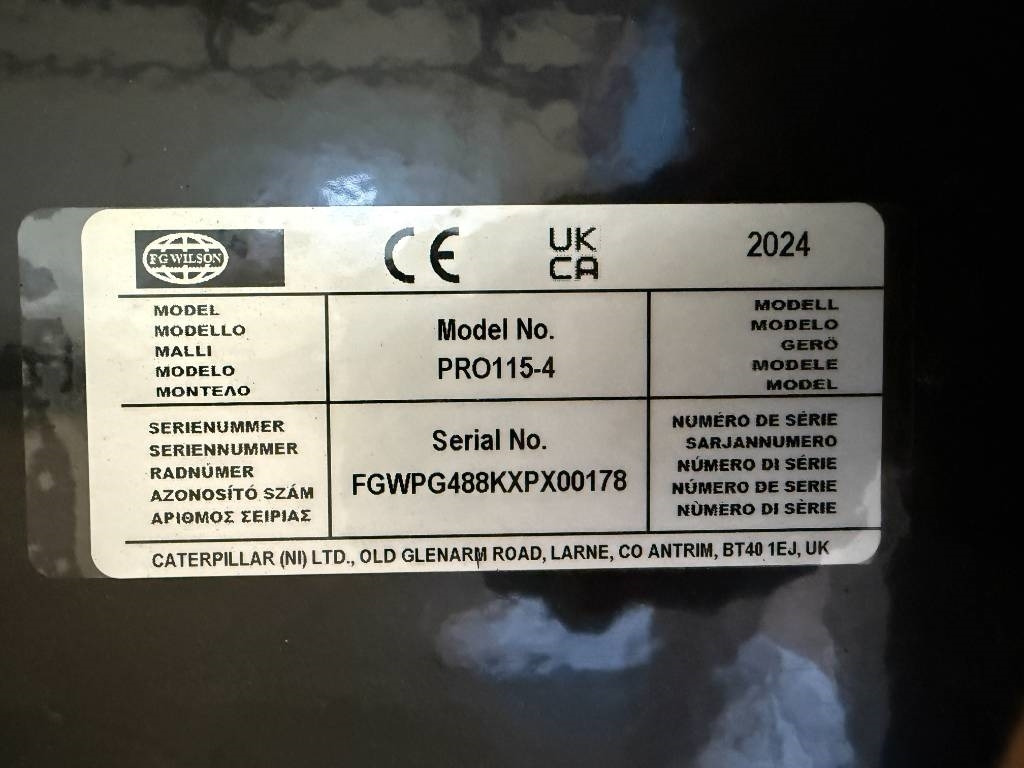 FG WILSON
CE
UK
CA
2024
MODEL
MODELLO
MALLI
MODELO
ΜΟΝΤΕΛΟ
Model No.
PRO115-4
MODELL
MODELO
GERÖ
MODELE
MODEL
SERIENUMMER
SERIENNUMMER
RADNÚMER
AZONOSÍTÓ SZÁM
ΑΡΙΘΜΟΣ ΣΕΙΡΙΑΣ
Serial No.
FGWPG488KXPX00178
NUMÉRO DE SÉRIE
SARJANNUMERO
NÚMERO DI SÉRIE
NÚMERO DE SERIE
NÙMERO DI SÈRIE
CATERPILLAR (NI) LTD., OLD GLENARM ROAD, LARNE, CO ANTRIM, BT40 1EJ, UK